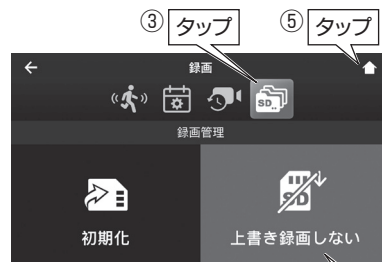 ③ タップ ⑤ タップ
録画
SD..
録画管理
初期化 上書き録画しない
SD